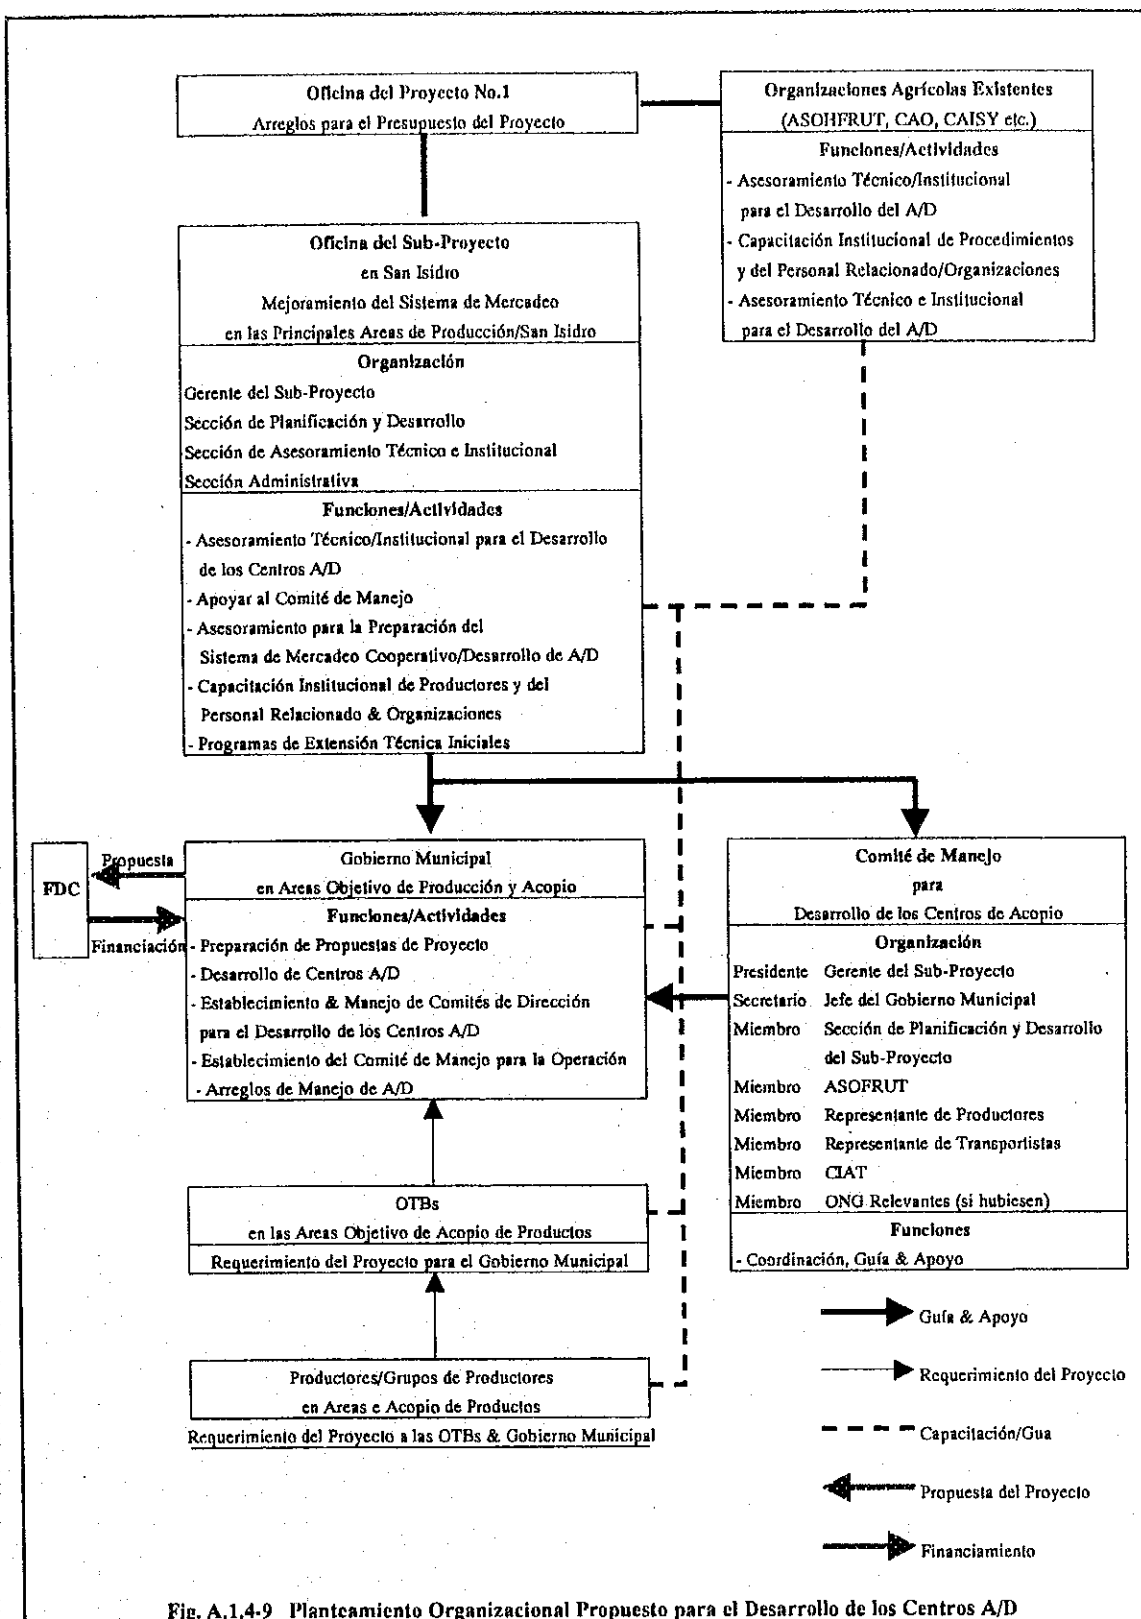 Oficina del Proyecto No.1
Arreglos para el Presupuesto del Proyecto
Organizaciones Agrícolas Existentes
(ASOHFRUT, CAO, CAISY etc.)
Funciones/Actividades
- Asesoramiento Técnico/Institucional
para el Desarrollo del A/D
- Capacitación Institucional de Procedimientos
y del Personal Relacionado/Organizaciones
- Asesoramiento Técnico e Institucional
para el Desarrollo del A/D
Oficina del Sub-Proyecto
en San Isidro
Mejoramiento del Sistema de Mercadeo
en las Principales Areas de Producción/San Isidro
Organización
Gerente del Sub-Proyecto
Sección de Planificación y Desarrollo
Sección de Asesoramiento Técnico e Institucional
Sección Administrativa
Funciones/Actividades
- Asesoramiento Técnico/Institucional para el Desarrollo
de los Centros A/D
- Apoyar al Comité de Manejo
- Asesoramiento para la Preparación del
Sistema de Mercadeo Cooperativo/Desarrollo de A/D
- Capacitación Institucional de Productores y del
Personal Relacionado & Organizaciones
- Programas de Extensión Técnica Iniciales
FDC
Propuesta
Financiación
Gobierno Municipal
en Areas Objetivo de Producción y Acopio
Funciones/Actividades
- Preparación de Propuestas de Proyecto
- Desarrollo de Centros A/D
- Establecimiento & Manejo de Comités de Dirección
para el Desarrollo de los Centros A/D
- Establecimiento del Comité de Manejo para la Operación
- Arreglos de Manejo de A/D
Comité de Manejo
para
Desarrollo de los Centros de Acopio
Organización
Presidente Gerente del Sub-Proyecto
Secretario Jefe del Gobierno Municipal
Miembro Sección de Planificación y Desarrollo
del Sub-Proyecto
Miembro ASOFRUT
Miembro Representante de Productores
Miembro Representante de Transportistas
Miembro CIAT
Miembro ONG Relevantes (si hubiesen)
Funciones
- Coordinación, Guía & Apoyo
OTBs
en las Areas Objetivo de Acopio de Productos
Requerimiento del Proyecto para el Gobierno Municipal
Productores/Grupos de Productores
en Areas e Acopio de Productos
Requerimiento del Proyecto a las OTBs & Gobierno Municipal
Guía & Apoyo
Requerimiento del Proyecto
Capacitación/Gua
Propuesta del Proyecto
Financiamiento
Fig. A.1.4-9 Planteamiento Organizacional Propuesto para el Desarrollo de los Centros A/D